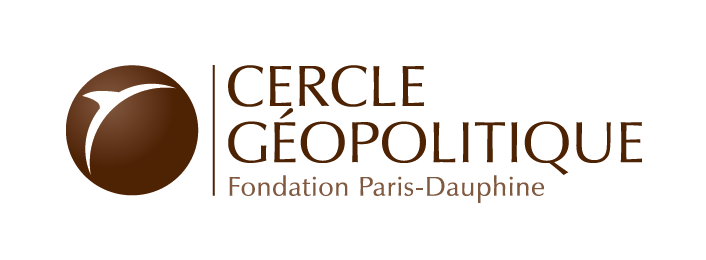 CERCLE
GÉOPOLITIQUE
Fondation Paris-Dauphine